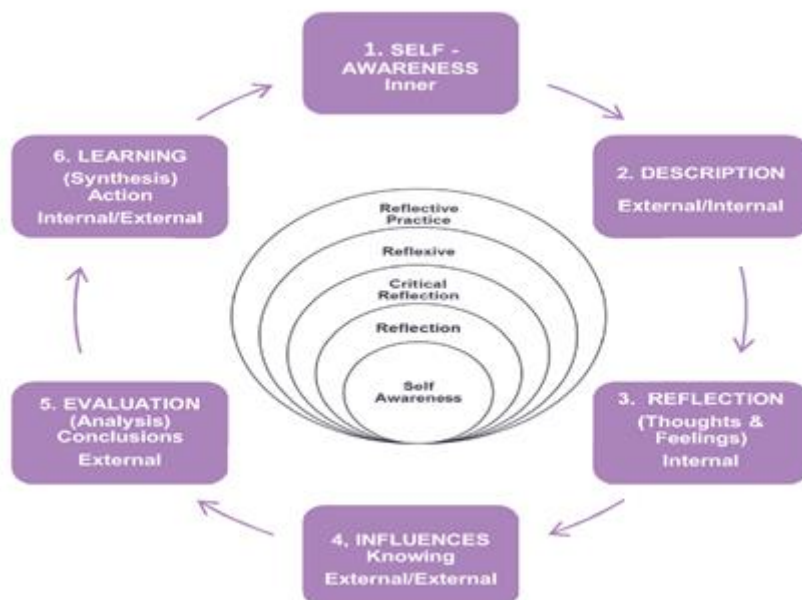 1. SELF -
AWARENESS
Inner
2. DESCRIPTION
External/Internal
3. REFLECTION
(Thoughts &
Feelings)
Internal
4, INFLUENCES
Knowing
External/External
5. EVALUATION
(Analysis)
Conclusions
External
6. LEARNING
(Synthesis)
Action
Internal/External
Reflective
Practice
Reflexive
Critical
Reflection
Reflection
Self
Awareness